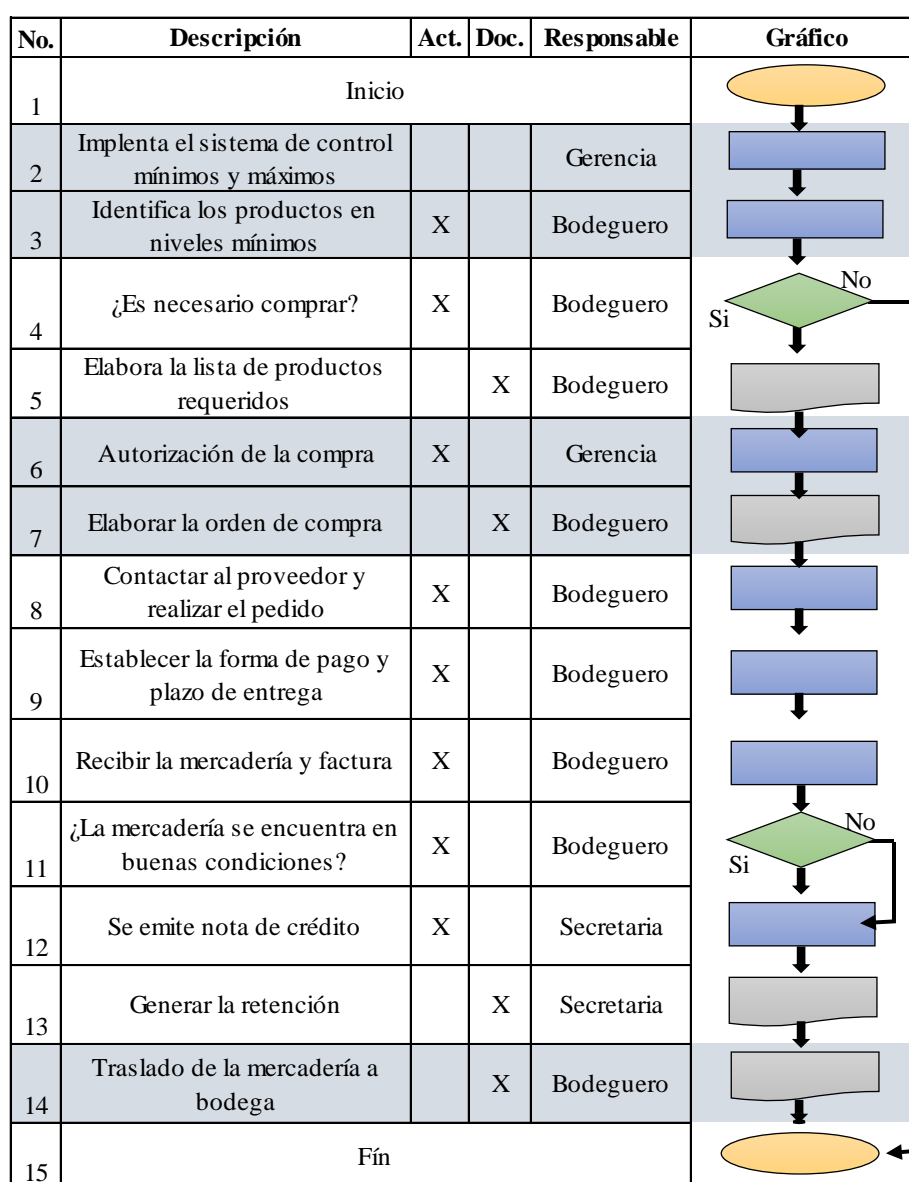 No. Descripción Act. Doc. Responsable Gráfico
1 Inicio
2 Implenta el sistema de control
mínimos y máximos Gerencia
3 Identifica los productos en
niveles mínimos X Bodeguero
4 ¿Es necesario comprar? X Bodeguero Si No
5 Elabora la lista de productos
requeridos X Bodeguero
6 Autorización de la compra X Gerencia
7 Elaborar la orden de compra X Bodeguero
8 Contactar al proveedor y
realizar el pedido X Bodeguero
9 Establecer la forma de pago y
plazo de entrega X Bodeguero
10 Recibir la mercadería y factura X Bodeguero
11 ¿La mercadería se encuentra en
buenas condiciones? X Bodeguero Si No
12 Se emite nota de crédito X Secretaria
13 Generar la retención X Secretaria
14 Traslado de la mercadería a
bodega X Bodeguero
15 Fín